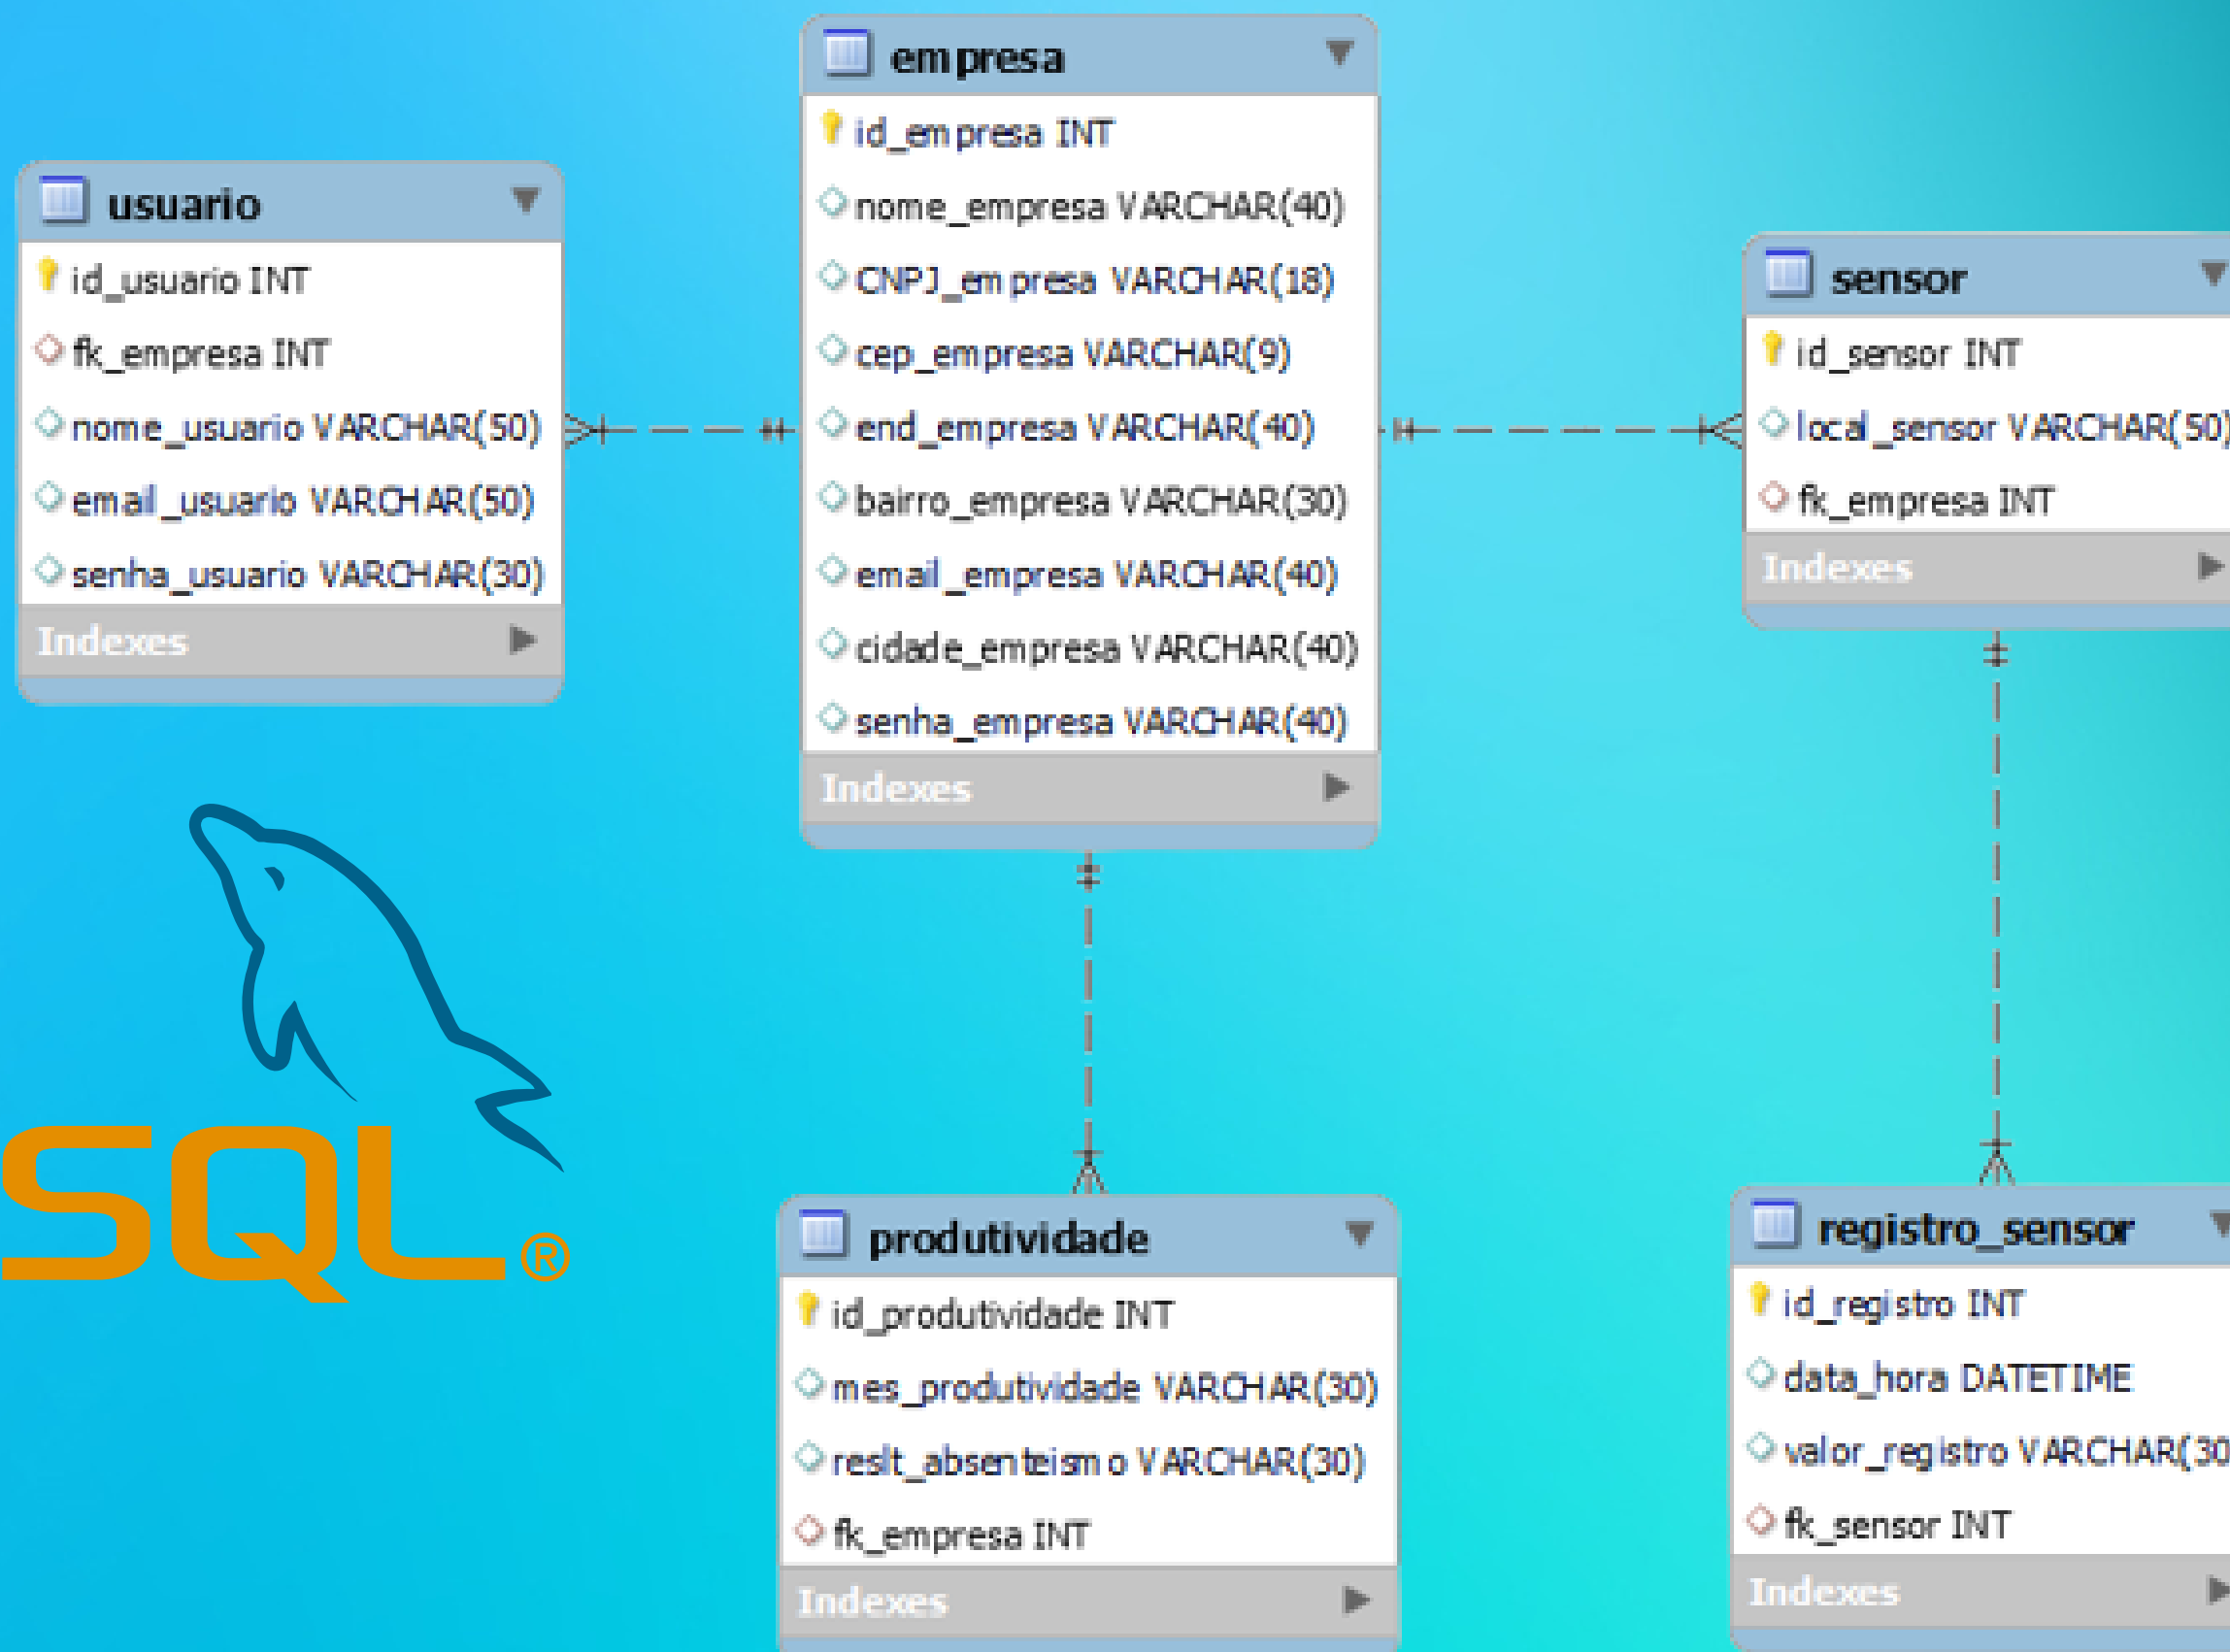 empresa
id_empresa INT
nome_empresa VARCHAR(40)
CNPJ_empresa VARCHAR(18)
cep_empresa VARCHAR(9)
end_empresa VARCHAR(40)
bairro_empresa VARCHAR(30)
email_empresa VARCHAR(40)
cidade_empresa VARCHAR(40)
senha_empresa VARCHAR(40)
Indexes
usuario
id_usuario INT
fk_empresa INT
nome_usuario VARCHAR(50)
email_usuario VARCHAR(50)
senha_usuario VARCHAR(30)
Indexes
sensor
id_sensor INT
local_sensor VARCHAR(50)
fk_empresa INT
Indexes
SQL®
produtividade
id_produtividade INT
mes_produtividade VARCHAR(30)
reslt_absenteismo VARCHAR(30)
fk_empresa INT
Indexes
registro_sensor
id_registro INT
data_hora DATETIME
valor_registro VARCHAR(30
fk_sensor INT
Indexes